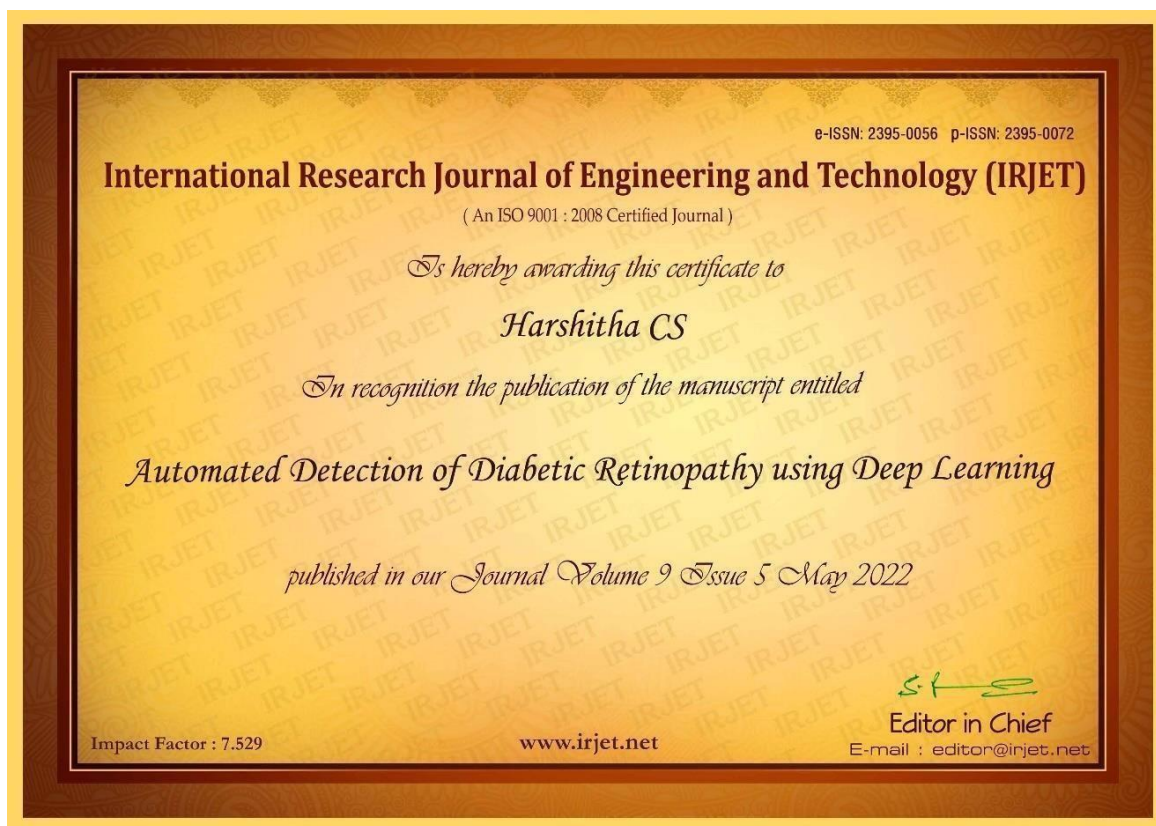 e-ISSN: 2395-0056 p-ISSN: 2395-0072
International Research Journal of Engineering and Technology (IRJET)
( An ISO 9001 : 2008 Certified Journal )
Is hereby awarding this certificate to
Harshitha CS
In recognition the publication of the manuscript entitled
Automated Detection of Diabetic Retinopathy using Deep Learning
published in our Journal Volume 9 Issue 5 May 2022
Editor in Chief
Impact Factor : 7.529
www.irjet.net
E-mail : editor@irjet.net